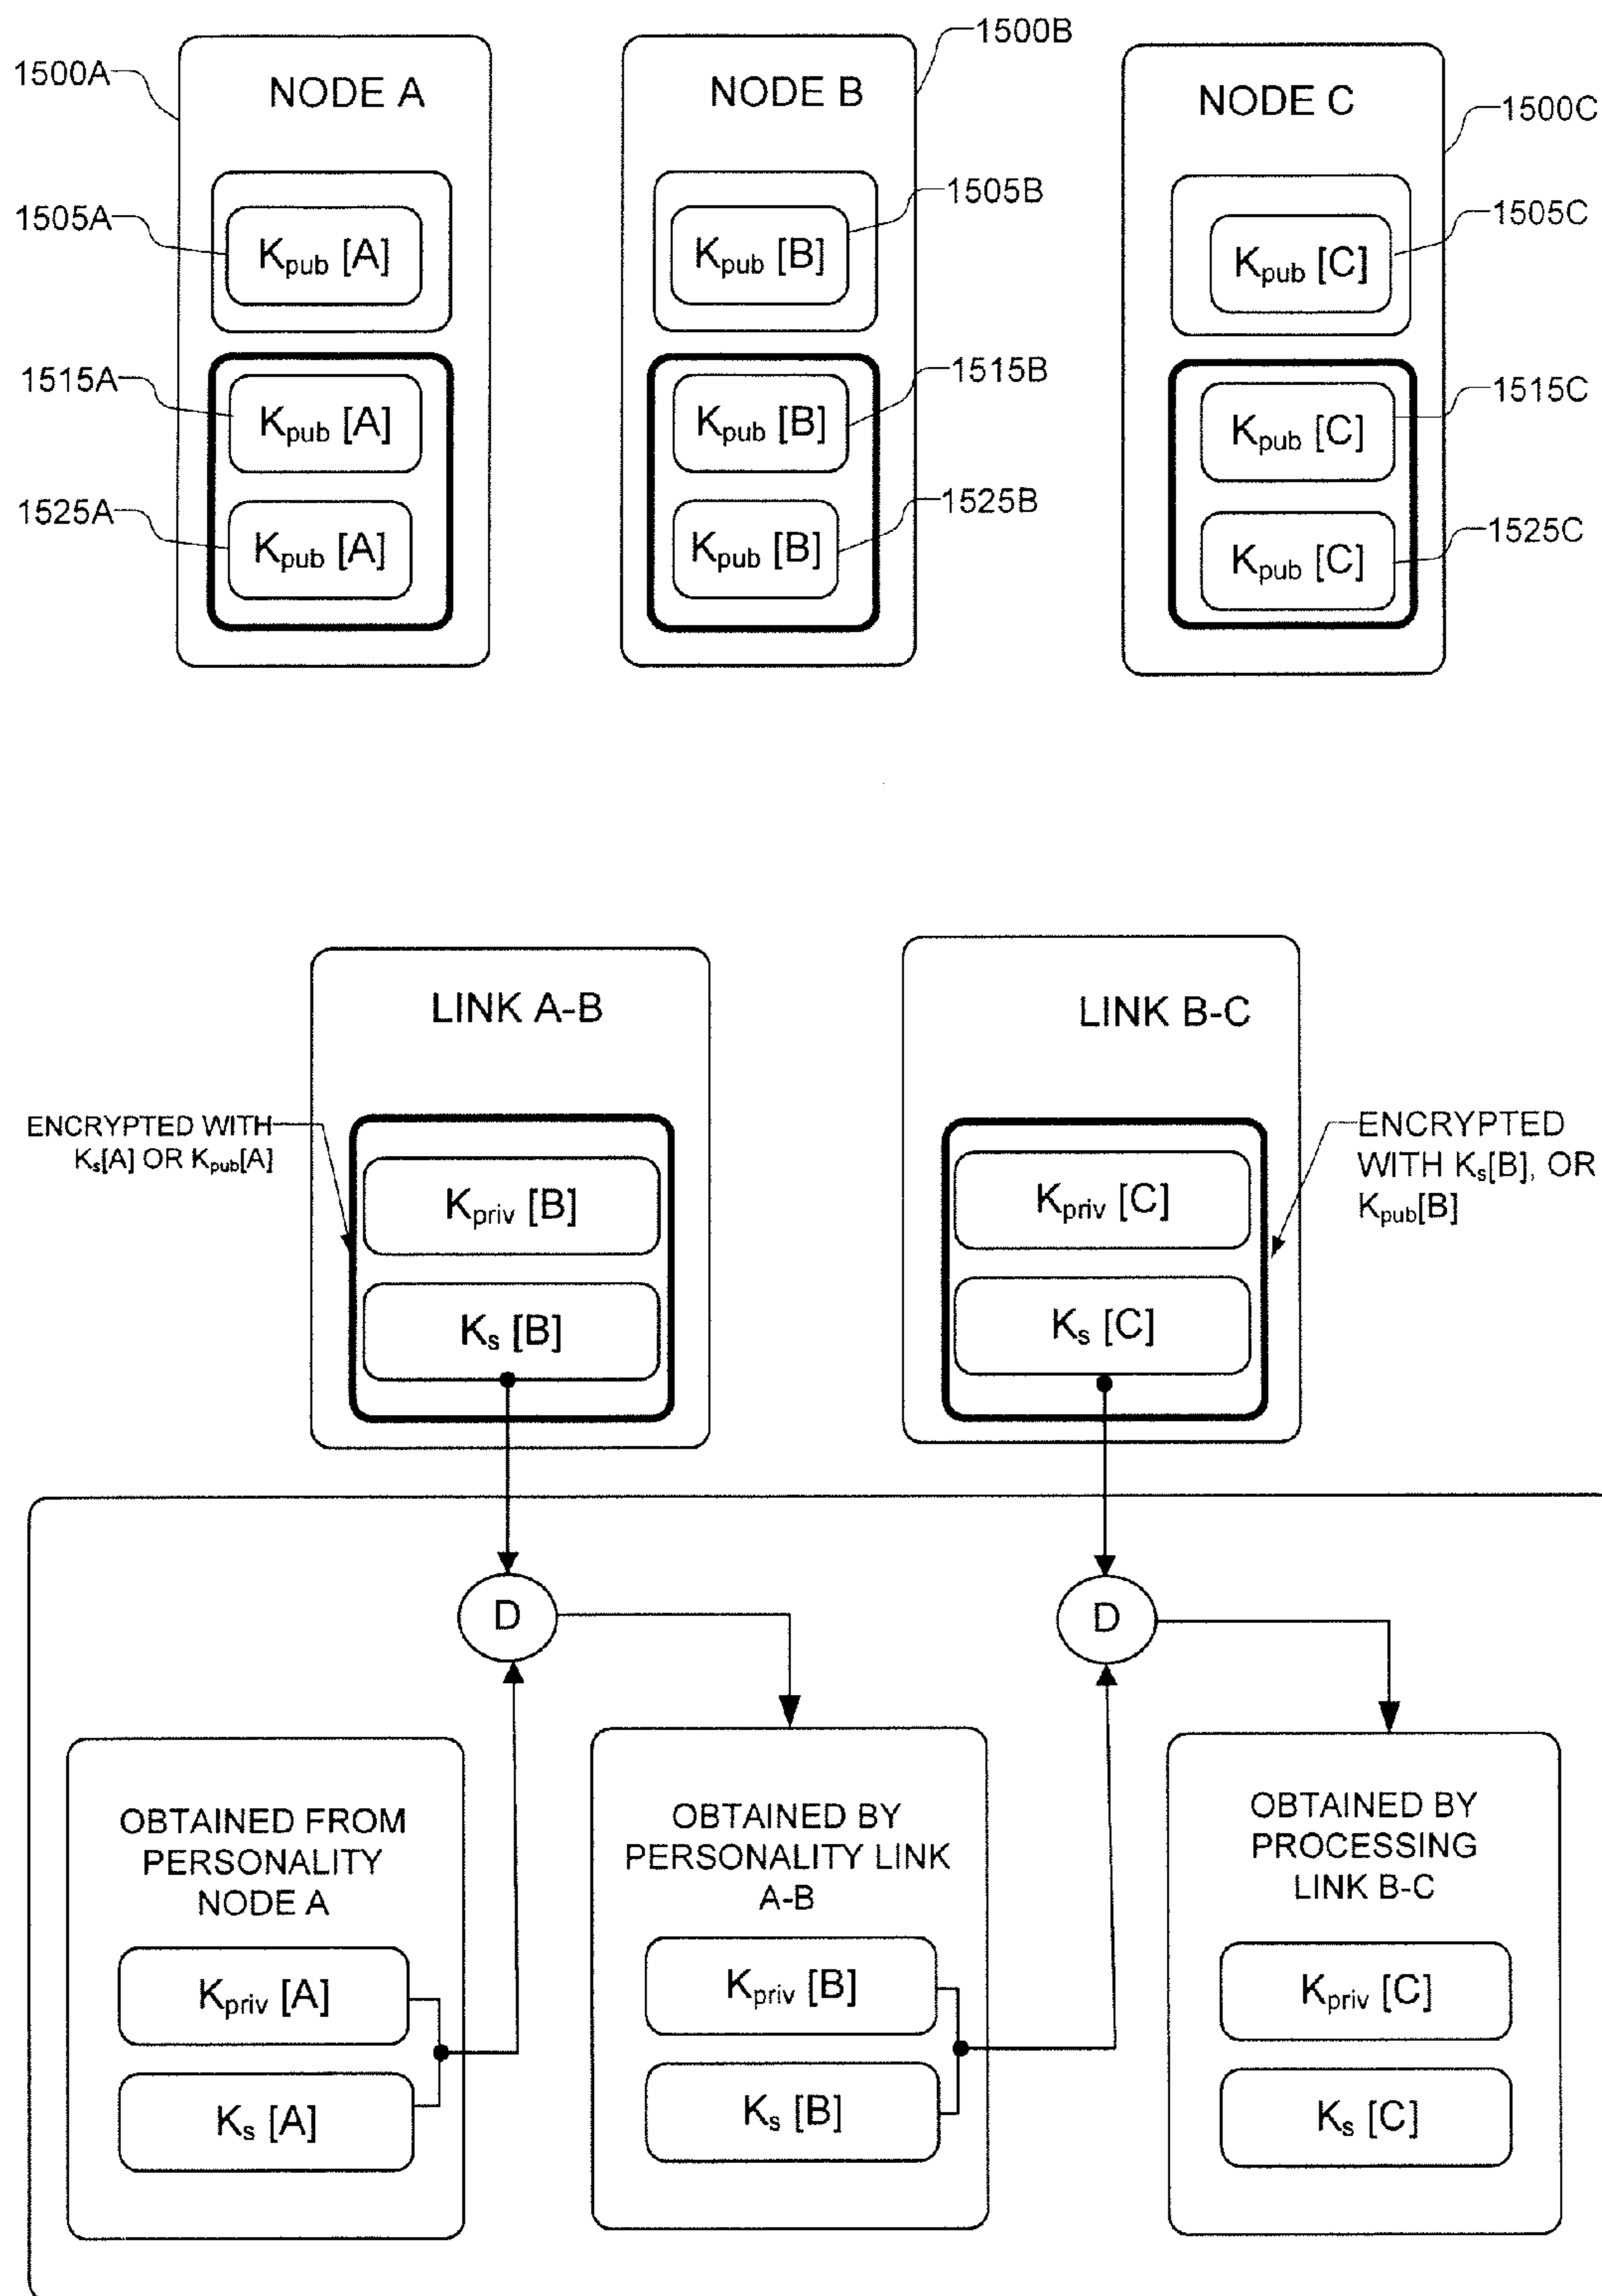 1500A
NODE A
1505A
Kpub [A]
1515A
Kpub [A]
1525A
Kpub [A]
1500B
NODE B
1505B
Kpub [B]
1515B
Kpub [B]
1525B
Kpub [B]
1500C
NODE C
1505C
Kpub [C]
1515C
Kpub [C]
1525C
Kpub [C]
LINK A-B
ENCRYPTED WITH
Ks[A] OR Kpub[A]
Kpriv [B]
Ks [B]
LINK B-C
ENCRYPTED
WITH Ks[B], OR
Kpub[B]
Kpriv [C]
Ks [C]
D
D
OBTAINED FROM
PERSONALITY
NODE A
Kpriv [A]
Ks [A]
OBTAINED BY
PERSONALITY LINK
A-B
Kpriv [B]
Ks [B]
OBTAINED BY
PROCESSING
LINK B-C
Kpriv [C]
Ks [C]